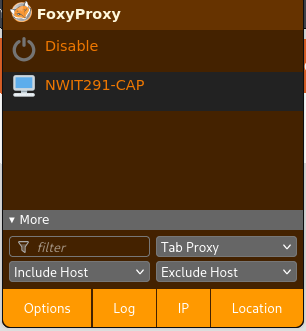 FoxyProxy
Disable
NWIT291-CAP
▾ More
filter Tab Proxy
Include Host Exclude Host
Options Log IP Location